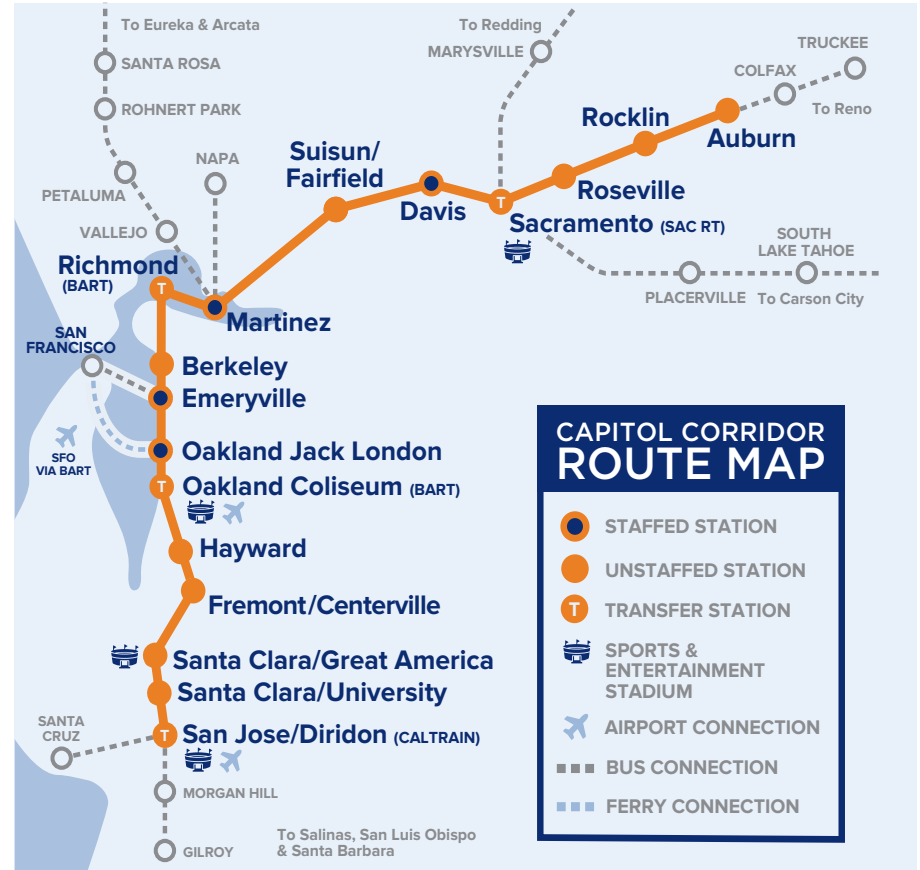 To Eureka & Arcata
To Redding
MARYSVILLE
TRUCKEE
SANTA ROSA
COLFAX
ROHNERT PARK
To Reno
Rocklin
Auburn
Suisun/
Fairfield
NAPA
Roseville
PETALUMA
Davis
Sacramento (SAC RT)
VALLEJO
SOUTH
LAKE TAHOE
Richmond
(BART)
T
T
PLACERVILLE
To Carson City
Martinez
SAN
FRANCISCO
Berkeley
Emeryville
SFO
VIA BART
Oakland Jack London
T
Oakland Coliseum (BART)
Hayward
Fremont/Centerville
Santa Clara/Great America
Santa Clara/University
SANTA
CRUZ
T
San Jose/Diridon (CALTRAIN)
MORGAN HILL
GILROY
To Salinas, San Luis Obispo
& Santa Barbara
CAPITOL CORRIDOR
ROUTE MAP
STAFFED STATION
UNSTAFFED STATION
T
TRANSFER STATION
SPORTS &
ENTERTAINMENT
STADIUM
AIRPORT CONNECTION
BUS CONNECTION
FERRY CONNECTION